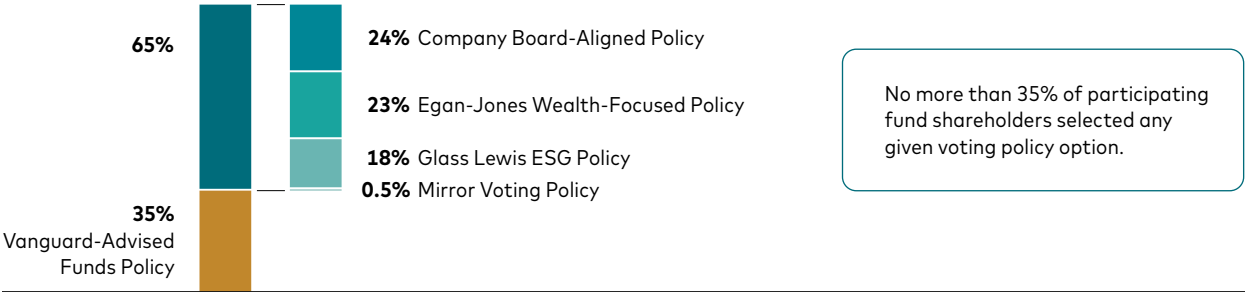 65%
24% Company Board-Aligned Policy
23% Egan-Jones Wealth-Focused Policy
18% Glass Lewis ESG Policy
0.5% Mirror Voting Policy
35%
Vanguard-Advised
Funds Policy
No more than 35% of participating
fund shareholders selected any
given voting policy option.